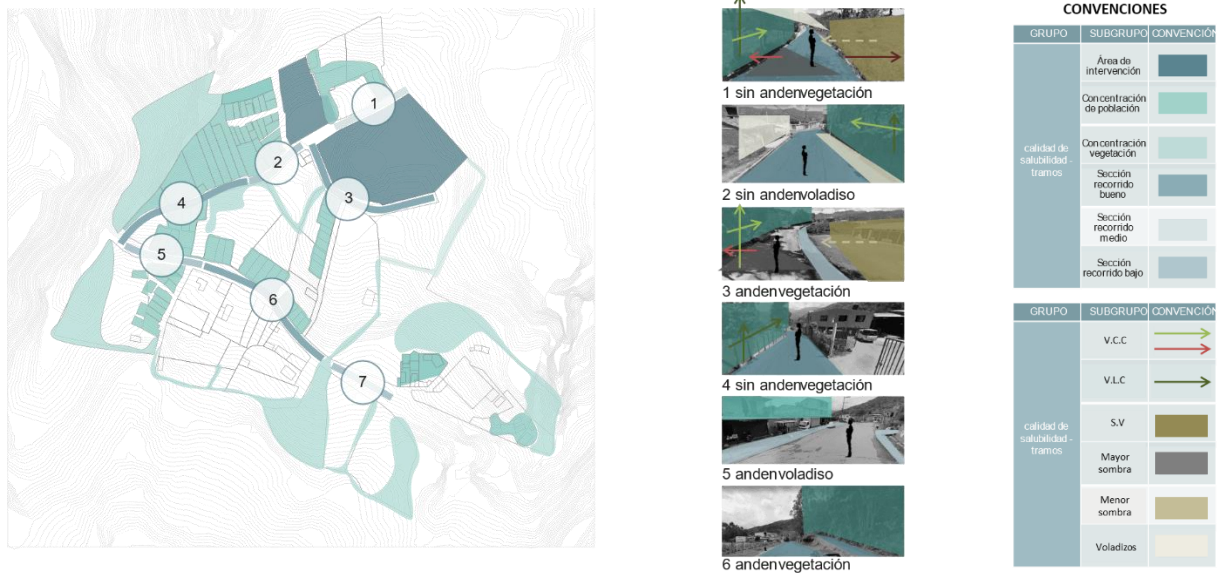 1
2
3
4
5
6
7
1 sin andenvegetación
2 sin andenvoladiso
3 andenvegetación
4 sin andenvegetación
5 andenvoladiso
6 andenvegetación
CONVENCIONES
GRUPO SUBGRUPO CONVENCIÓN
calidad de
salubilidad -
tramos
Área de
intervención
Concentración
de población
Concentración
vegetación
Sección
recorrido
bueno
Sección
recorrido
medio
Sección
recorrido bajo
GRUPO SUBGRUPO CONVENCIÓN
calidad de
salubilidad -
tramos
V.C.C
V.L.C
S.V
Mayor
sombra
Menor
sombra
Voladizos